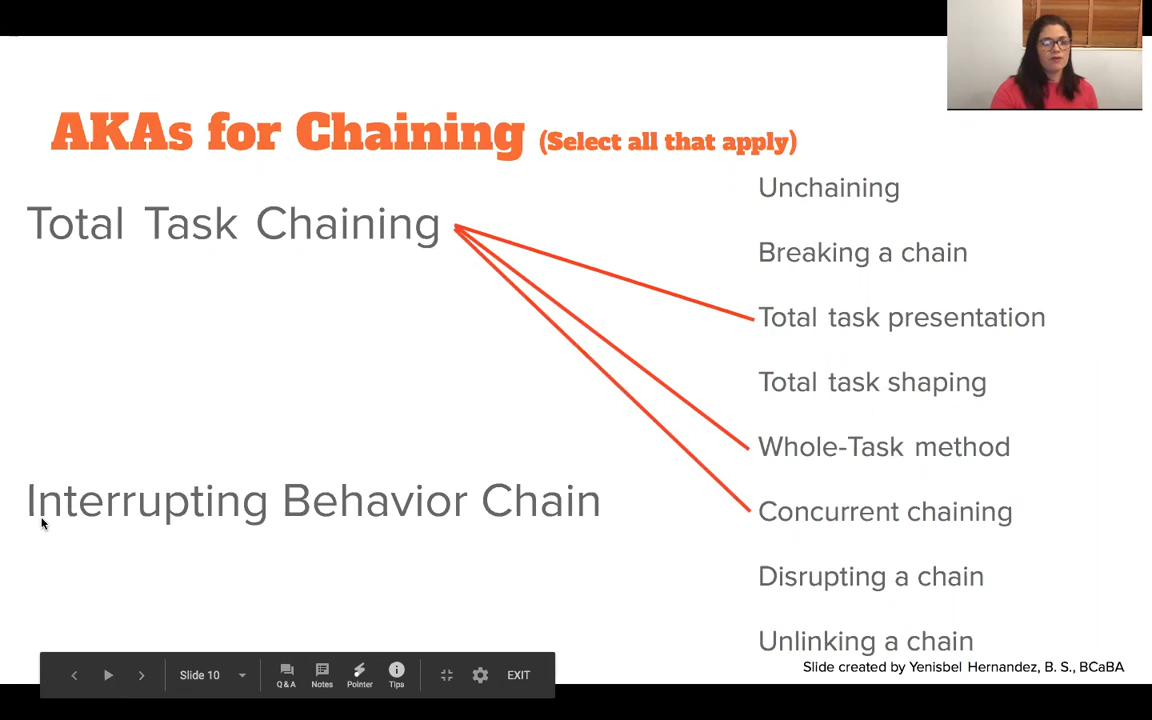 AKAs for Chaining (Select all that apply)
Total Task Chaining
Interrupting Behavior Chain
Unchaining
Breaking a chain
Total task presentation
Total task shaping
Whole-Task method
Concurrent chaining
Disrupting a chain
Unlinking a chain
Slide created by Yenisbel Hernandez, B. S., BCaBA
Slide 10
Q&A
Notes
Pointer
Tips
EXIT